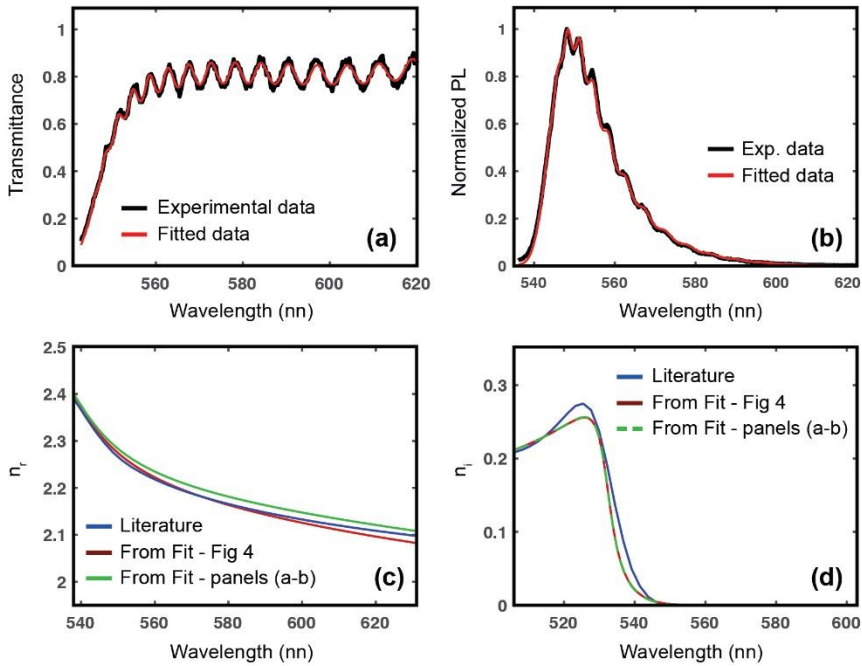 1
0.8
0.6
0.4
0.2
0
Transmittance
Experimental data
Fitted data
(a)
560
580
600
620
Wavelength (nn)
1
0.8
0.6
0.4
0.2
0
Normalized PL
Exp. data
Fitted data
(b)
540
560
580
600
620
Wavelength (nn)
2.5
2.4
2.3
2.2
2.1
2
nr
Literature
From Fit - Fig 4
From Fit - panels (a-b)
(c)
540
560
580
600
620
Wavelength (nn)
0.3
0.2
0.1
0
ni
Literature
From Fit - Fig 4
From Fit - panels (a-b)
(d)
520
540
560
580
600
Wavelength (nn)